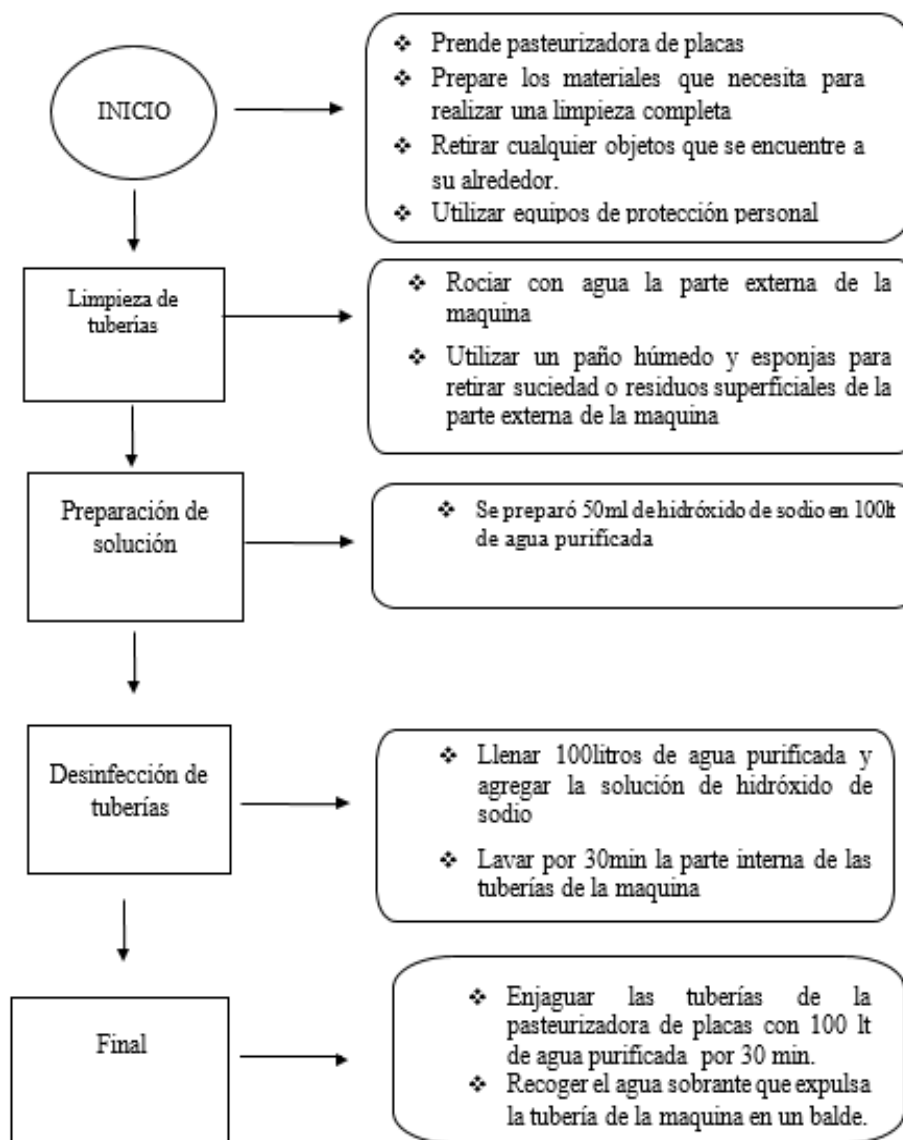 INICIO
❖ Prende pasteurizadora de placas
❖ Prepare los materiales que necesita para
realizar una limpieza completa
❖ Retirar cualquier objetos que se encuentre a
su alrededor.
❖ Utilizar equipos de protección personal
Limpieza de
tuberías
❖ Rociar con agua la parte externa de la
maquina
❖ Utilizar un paño húmedo y esponjas para
retirar suciedad o residuos superficiales de la
parte externa de la maquina
Preparación de
solución
❖ Se preparó 50ml de hidróxido de sodio en 100lt
de agua purificada
Desinfección de
tuberías
❖ Llenar 100litros de agua purificada y
agregar la solución de hidróxido de
sodio
❖ Lavar por 30min la parte interna de las
tuberías de la maquina
Final
❖ Enjaguar las tuberías de la
pasteurizadora de placas con 100 lt
de agua purificada por 30 min.
❖ Recoger el agua sobrante que expulsa
la tubería de la maquina en un balde.